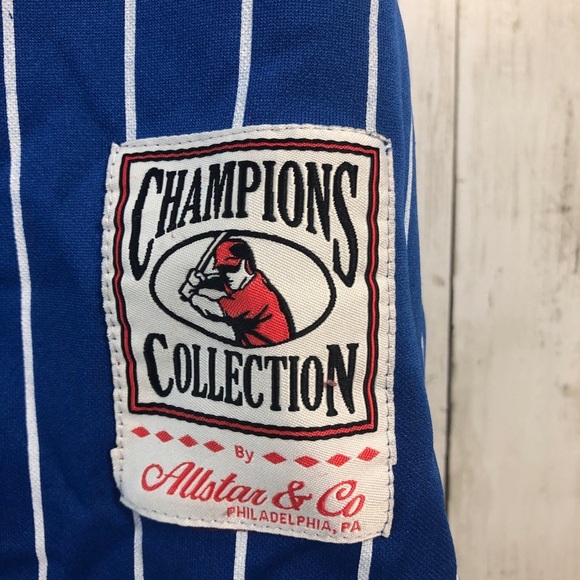 CHAMPIONS
COLLECTION
By
Allstar & Co
PHILADELPHIA, PA